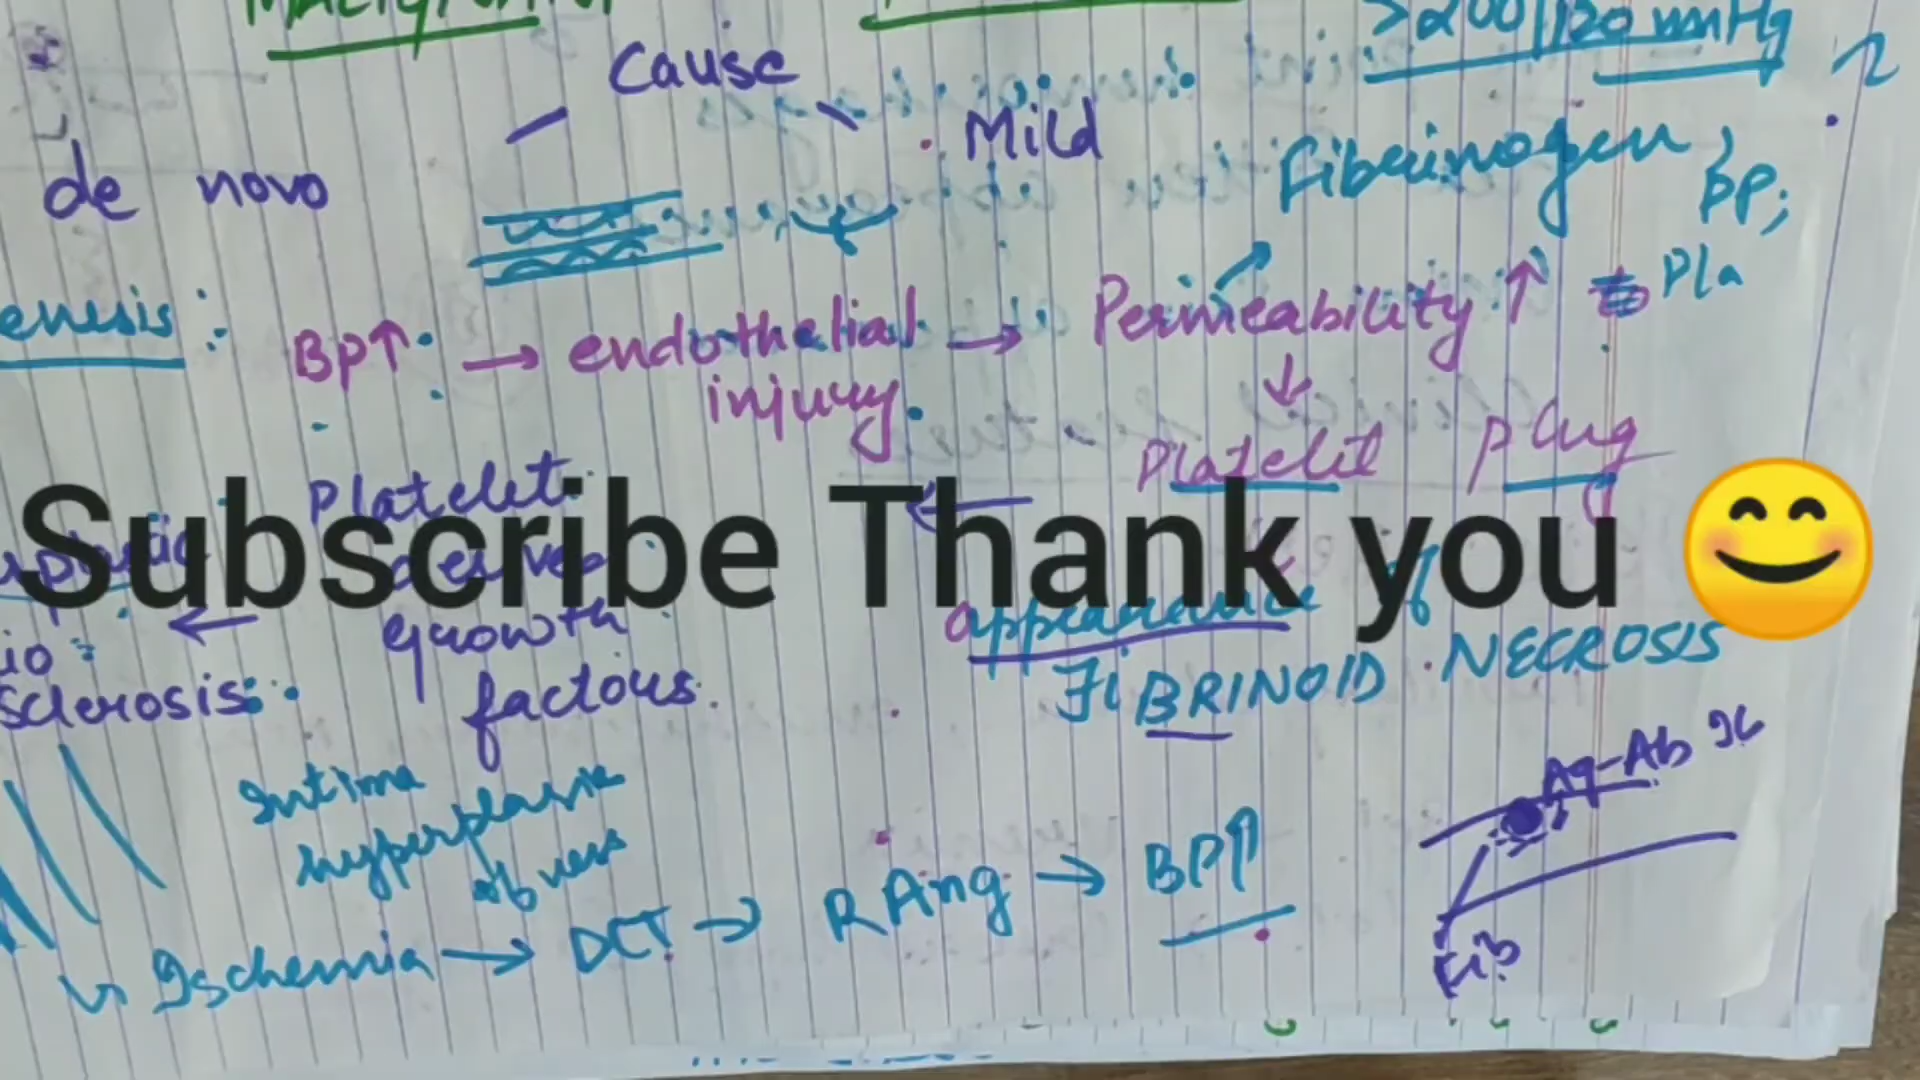 >200/120 mmHg
Cause
de novo
Mild
Fibrinogen,
BP;
Pla
enesis:
BP↑ → endothelial injury → Permeability ↑
↓
Platelet plug
Subscribe Thank you 😊
Platelet
growth
factors
sclerosis:
appearance of
FIBRINOID NECROSIS
Ag-Ab
Intima
hyperplasia
Ischemia → DCT → RAng → BP↑
Fib